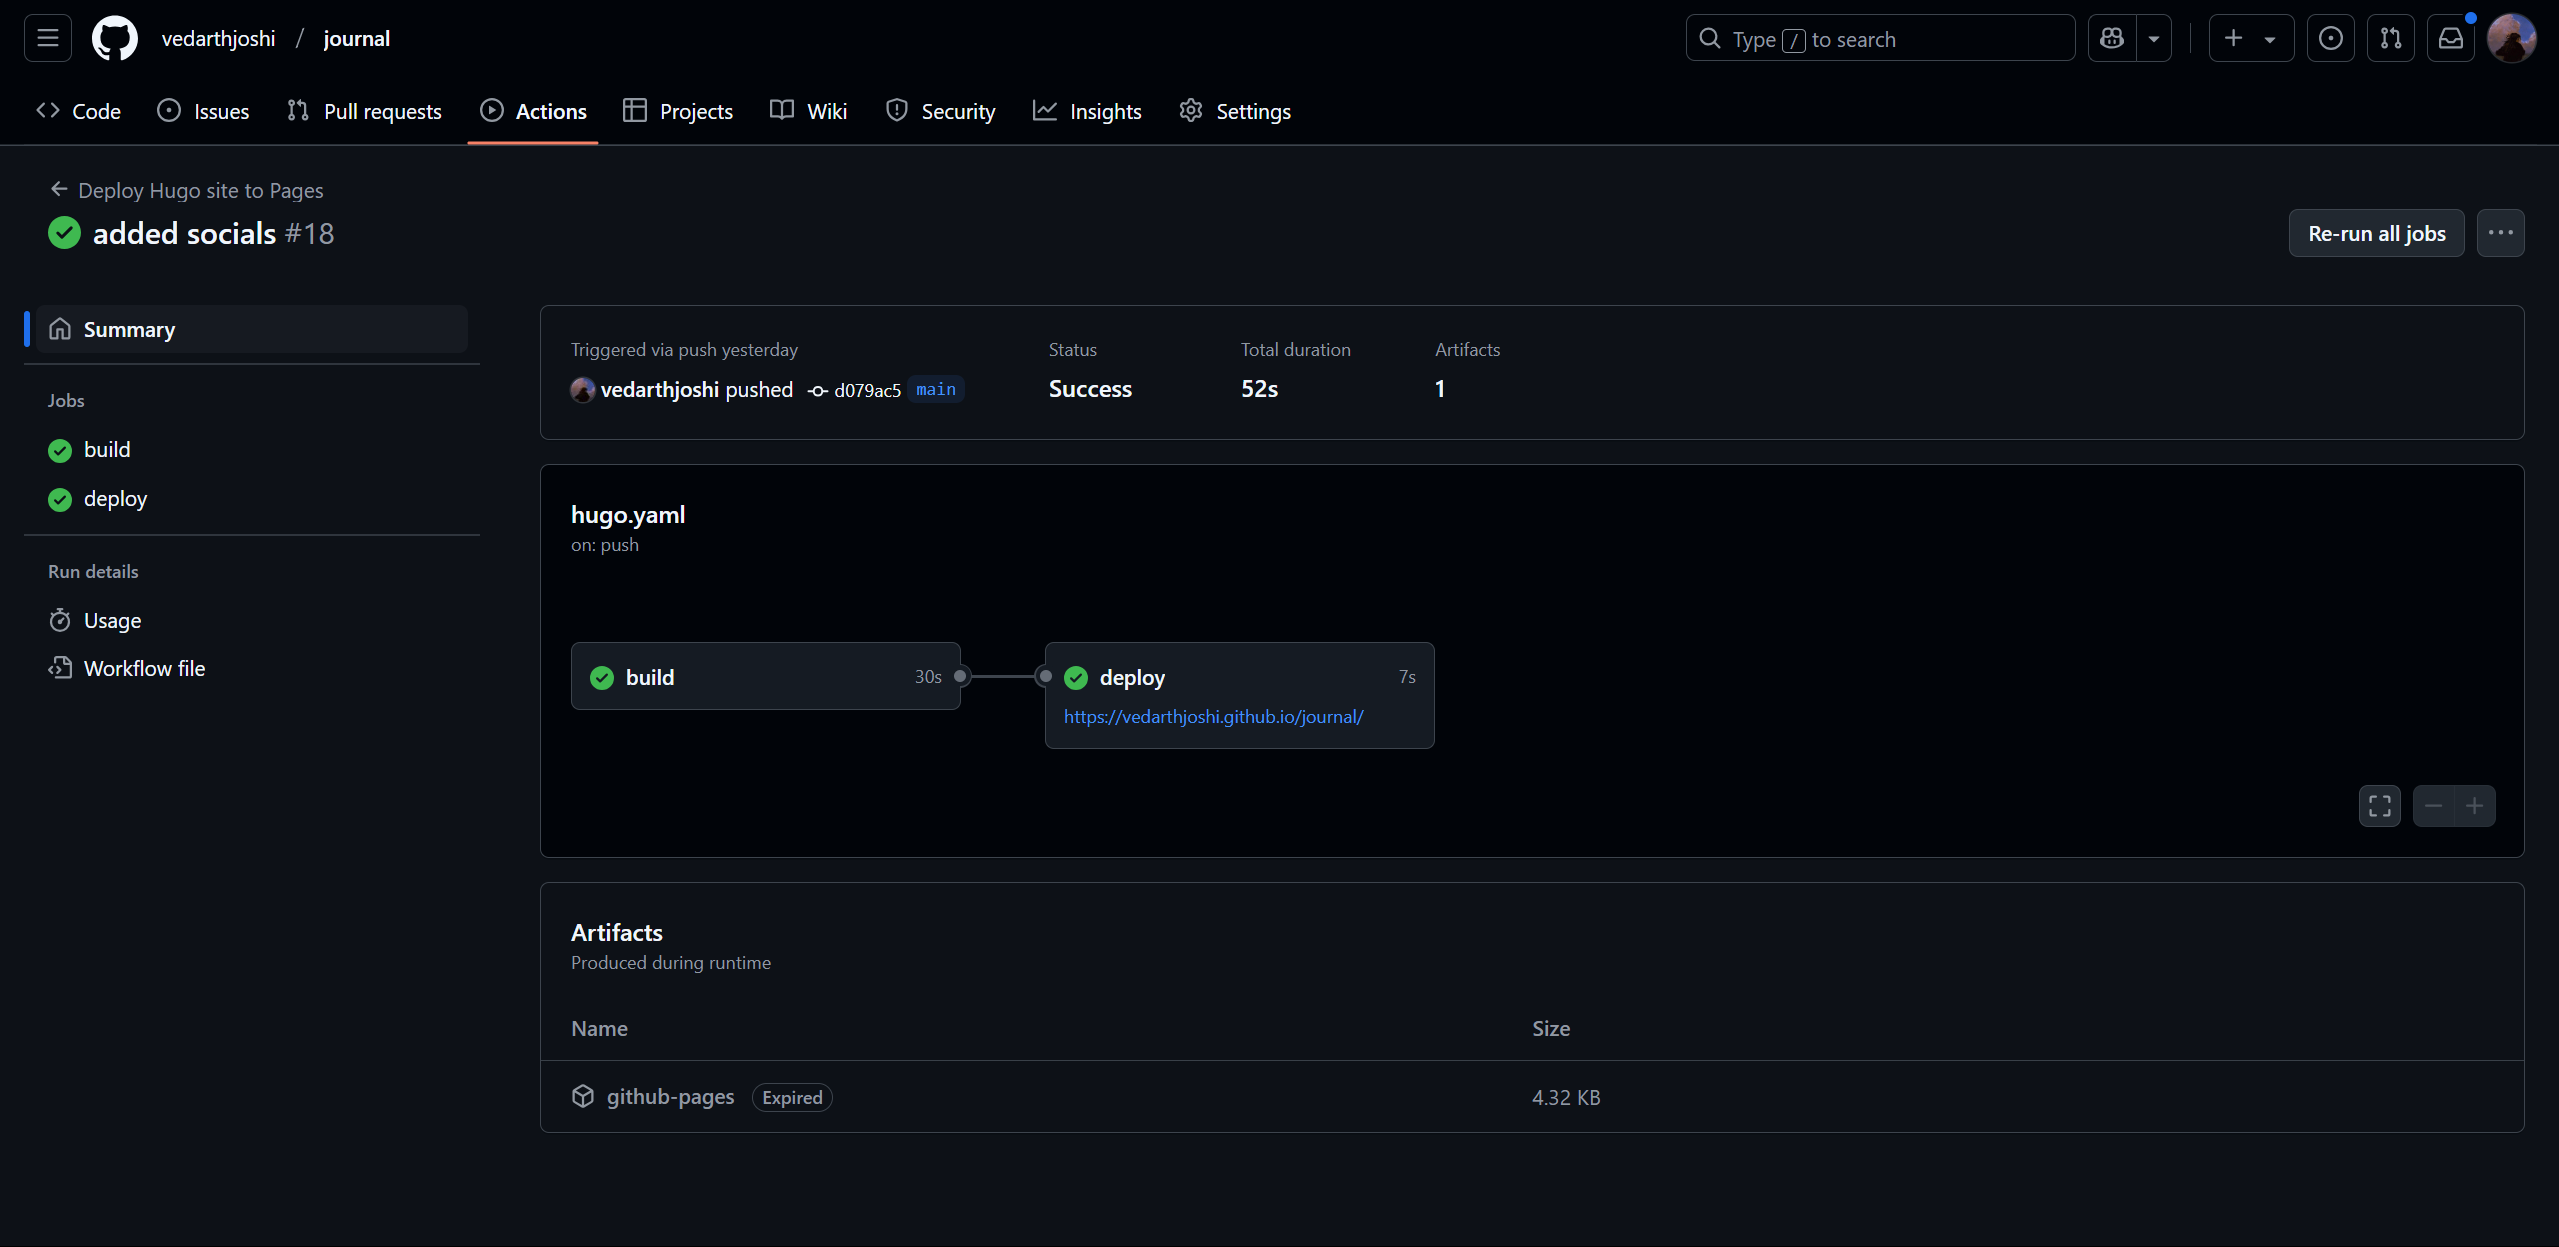 vedarthjoshi / journal
Type / to search
Code Issues Pull requests Actions Projects Wiki Security Insights Settings
Deploy Hugo site to Pages
added socials #18
Re-run all jobs
Summary
Jobs
build
deploy
Run details
Usage
Workflow file
Triggered via push yesterday
vedarthjoshi pushed d079ac5 main
Status
Success
Total duration
52s
Artifacts
1
hugo.yaml
on: push
build 30s
deploy 7s
https://vedarthjoshi.github.io/journal/
Artifacts
Produced during runtime
Name Size
github-pages Expired 4.32 KB